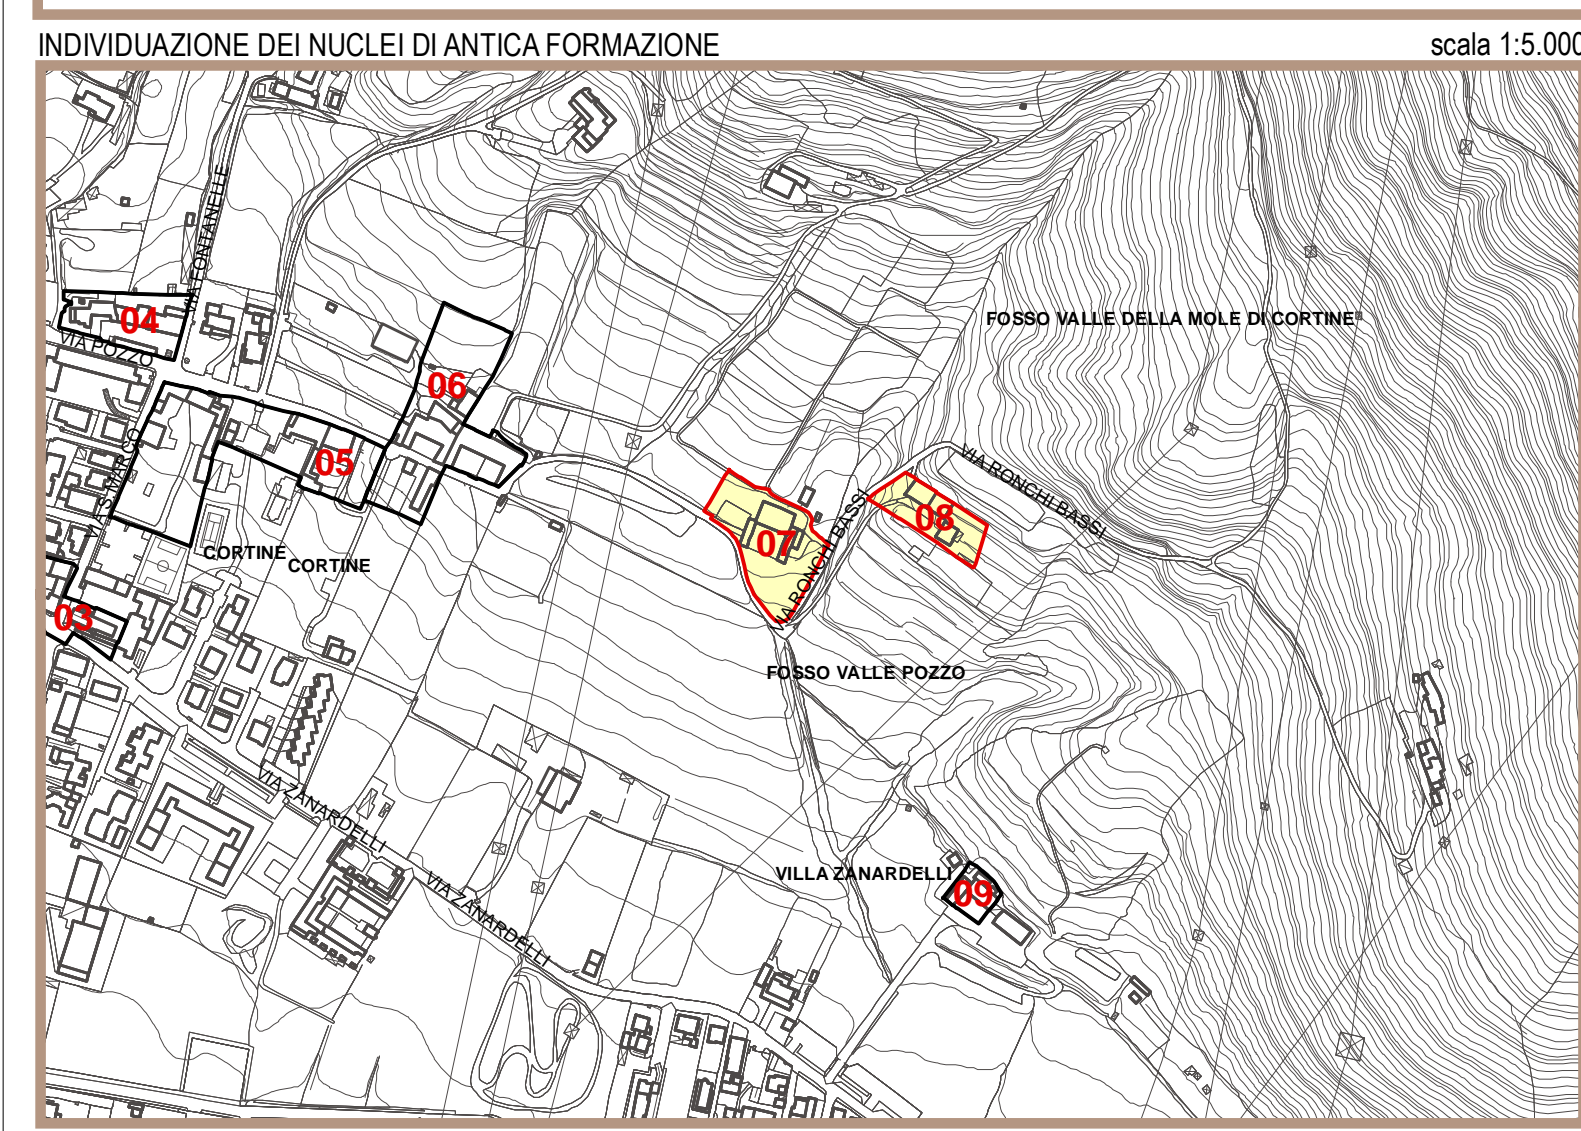 INDIVIDUAZIONE DEI NUCLEI DI ANTICA FORMAZIONE
scala 1:5.000
VIA FONTANELLE
04
VIA POZZO
FOSSO VALLE DELLA MOLE DI CORTINE
06
VIA S. MARCO
05
VIA RONCHI BASSI
08
07
VIA RONCHI BASSI
CORTINE
CORTINE
03
FOSSO VALLE POZZO
VIA ZANARDELLI
VIA ZANARDELLI
VILLA ZANARDELLI
09